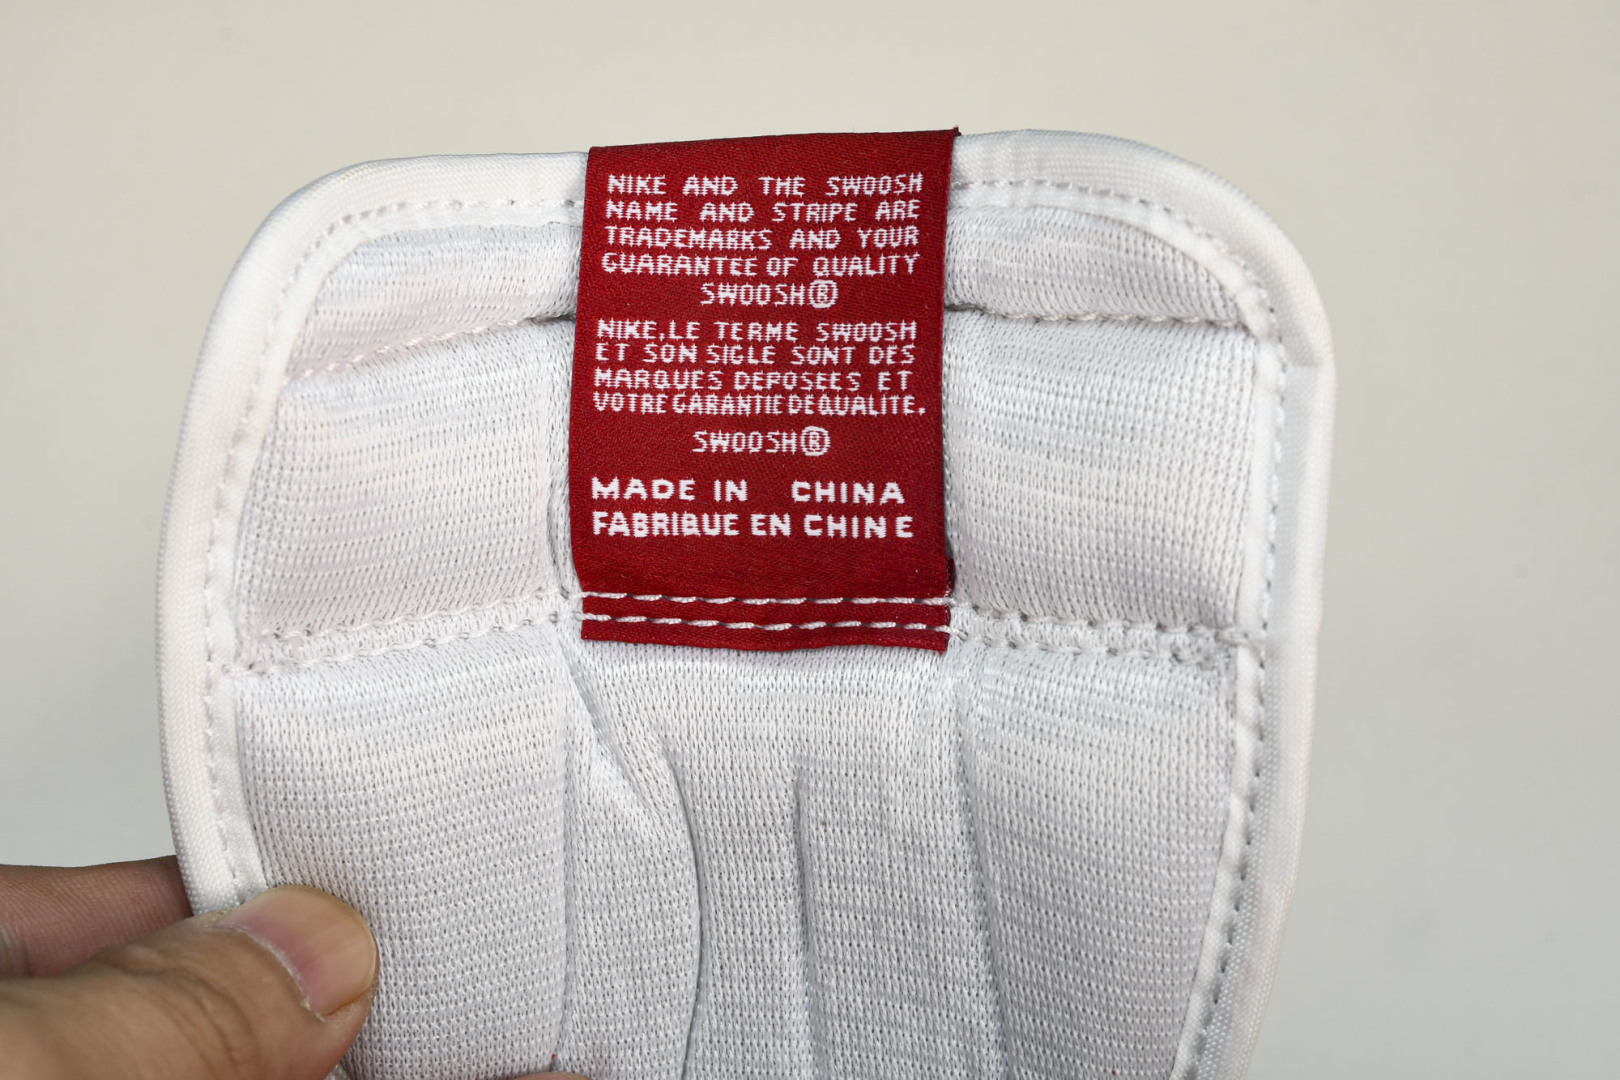 NIKE AND THE SWOOSH
NAME AND STRIPE ARE
TRADEMARKS AND YOUR
GUARANTEE OF QUALITY
SWOOSH®
NIKE,LE TERME SWOOSH
ET SON SIGLE SONT DES
MARQUES DEPOSEES ET
VOTRE GARANTIE DE QUALITE.
SWOOSH®
MADE IN CHINA
FABRIQUE EN CHINE